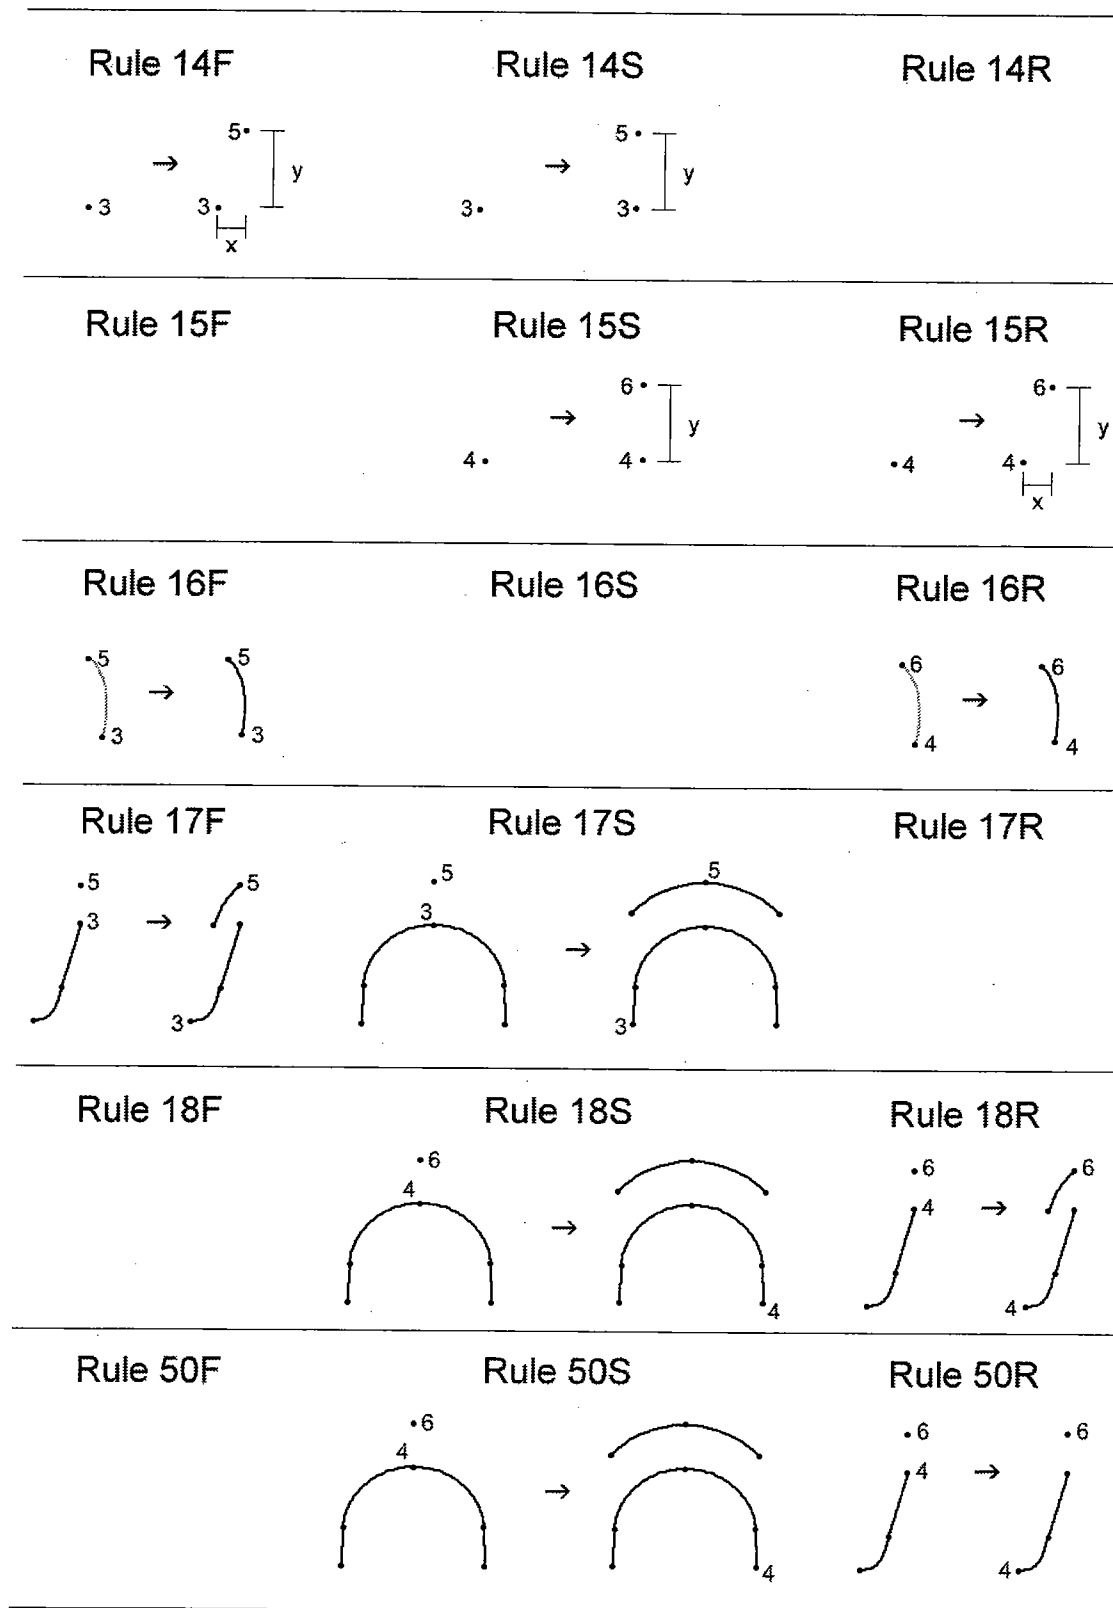 Rule 14F Rule 14S Rule 14R
5 5
y y
3 3 3 3
x
Rule 15F Rule 15S Rule 15R
6 6
y y
4 4 4 4
x
Rule 16F Rule 16S Rule 16R
5 5 6 6
3 3 4 4
Rule 17F Rule 17S Rule 17R
5 5 5 5
3 3
3 3
Rule 18F Rule 18S Rule 18R
6 6 6
4 4
4 4
Rule 50F Rule 50S Rule 50R
6 6 6
4 4
4 4